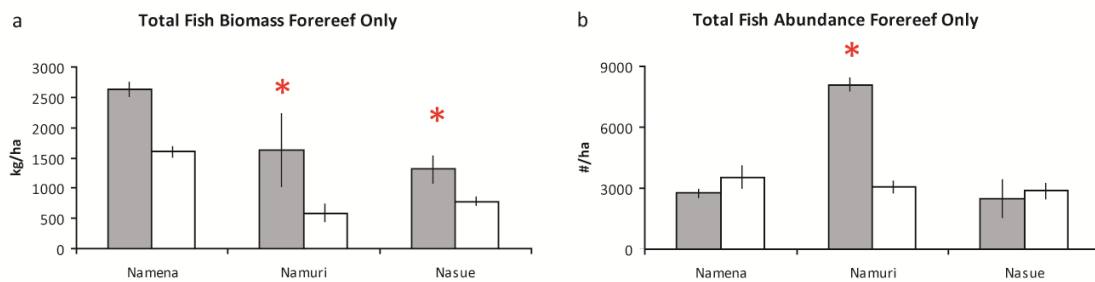 a
Total Fish Biomass Forereef Only
3000
2500
2000
1500
1000
500
0
kg/ha
*
*
Namena Namuri Nasue
b
Total Fish Abundance Forereef Only
9000
6000
3000
0
#/ha
*
Namena Namuri Nasue